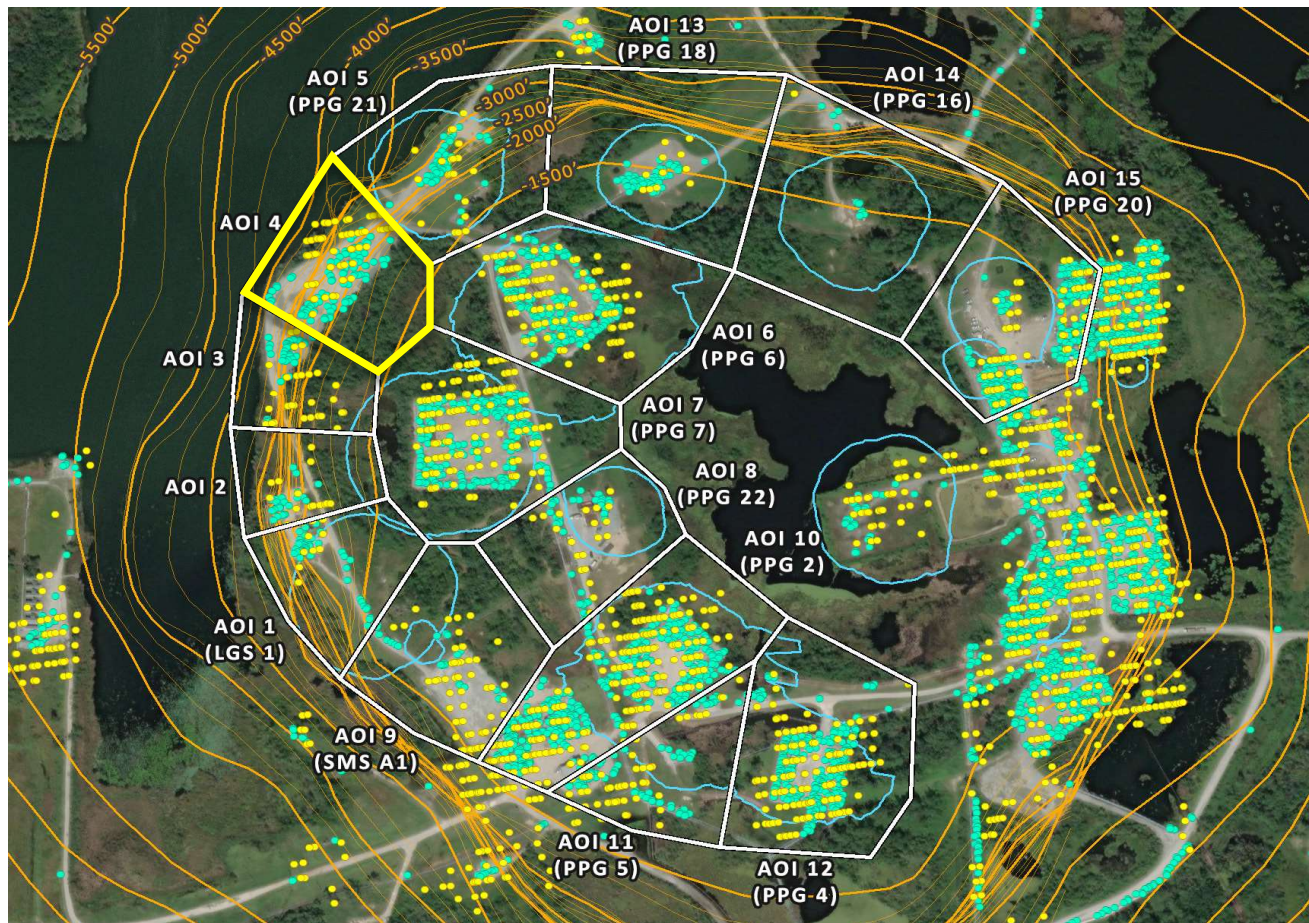 -5500'
-5000'
-4500'
-4000'
-3500'
-3000'
-2500'
-2000'
-1500'
AOI 13
(PPG 18)
AOI 5
(PPG 21)
AOI 14
(PPG 16)
AOI 15
(PPG 20)
AOI 4
AOI 3
AOI 6
(PPG 6)
AOI 7
(PPG 7)
AOI 8
(PPG 22)
AOI 2
AOI 10
(PPG 2)
AOI 1
(LGS 1)
AOI 9
(SMS A1)
AOI 11
(PPG 5)
AOI 12
(PPG 4)